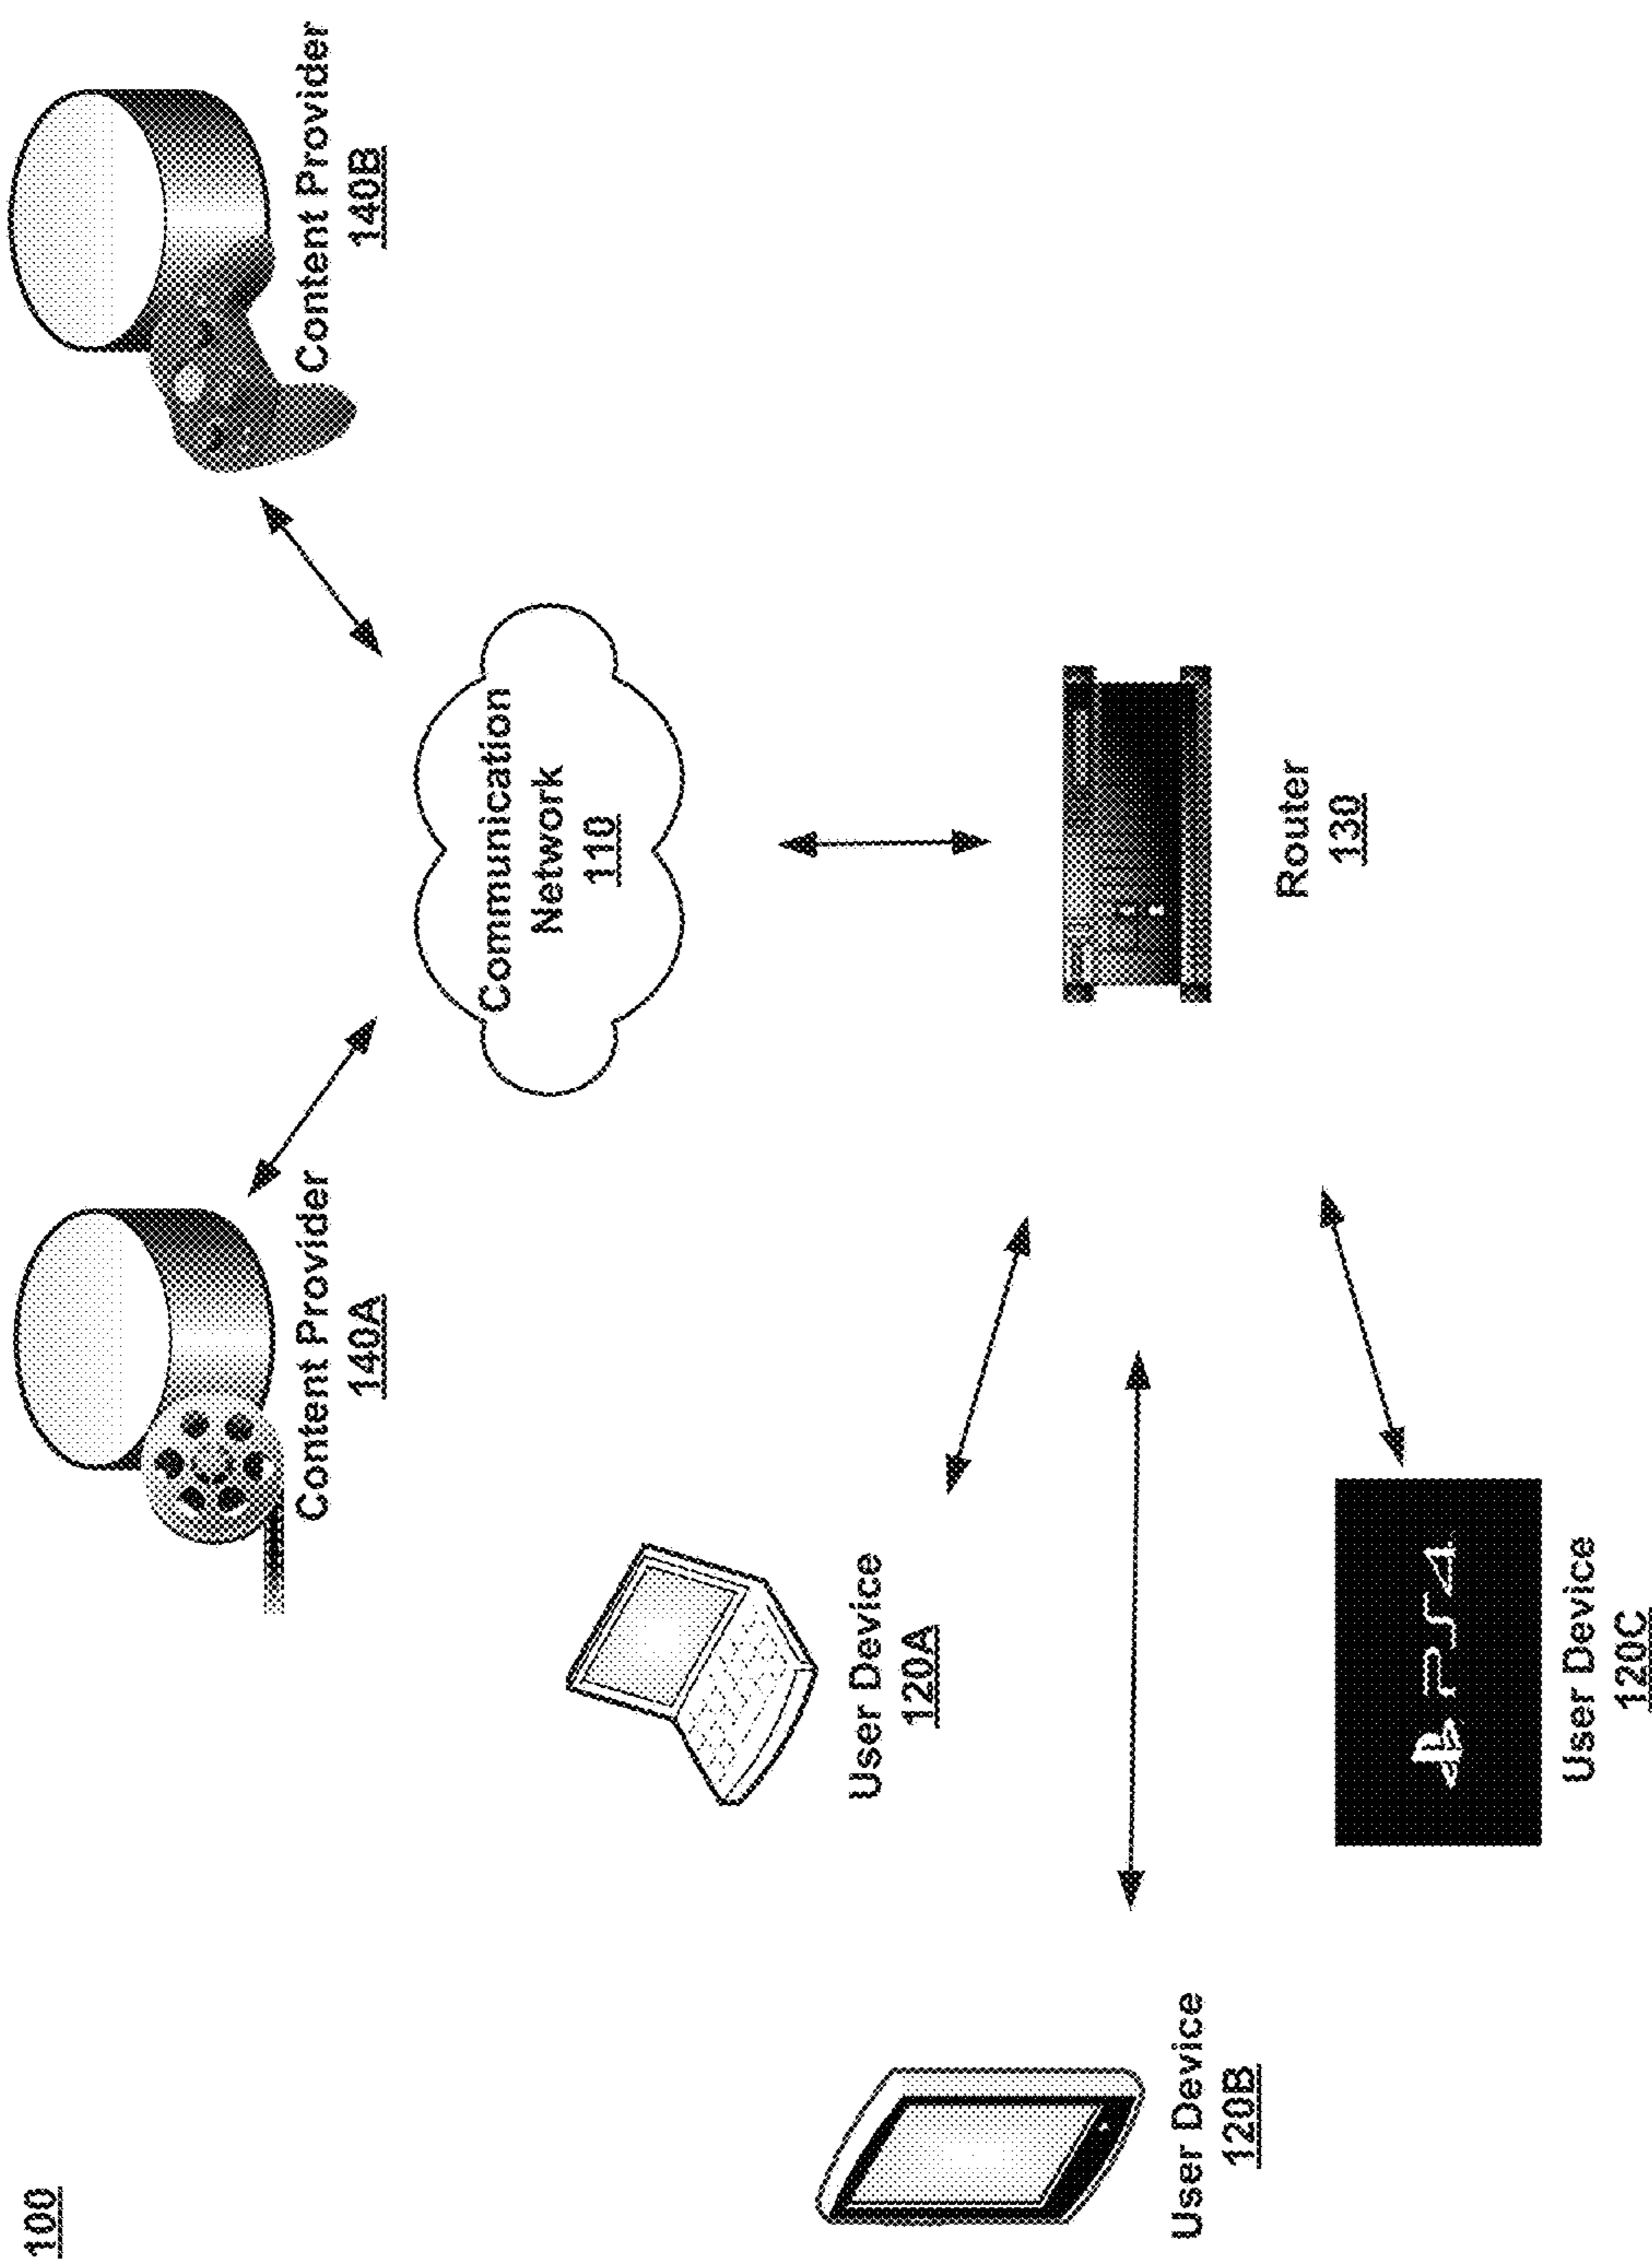 100
Content Provider
140A
Content Provider
140B
Communication
Network
110
User Device
120A
User Device
120B
PS4
User Device
120C
Router
130